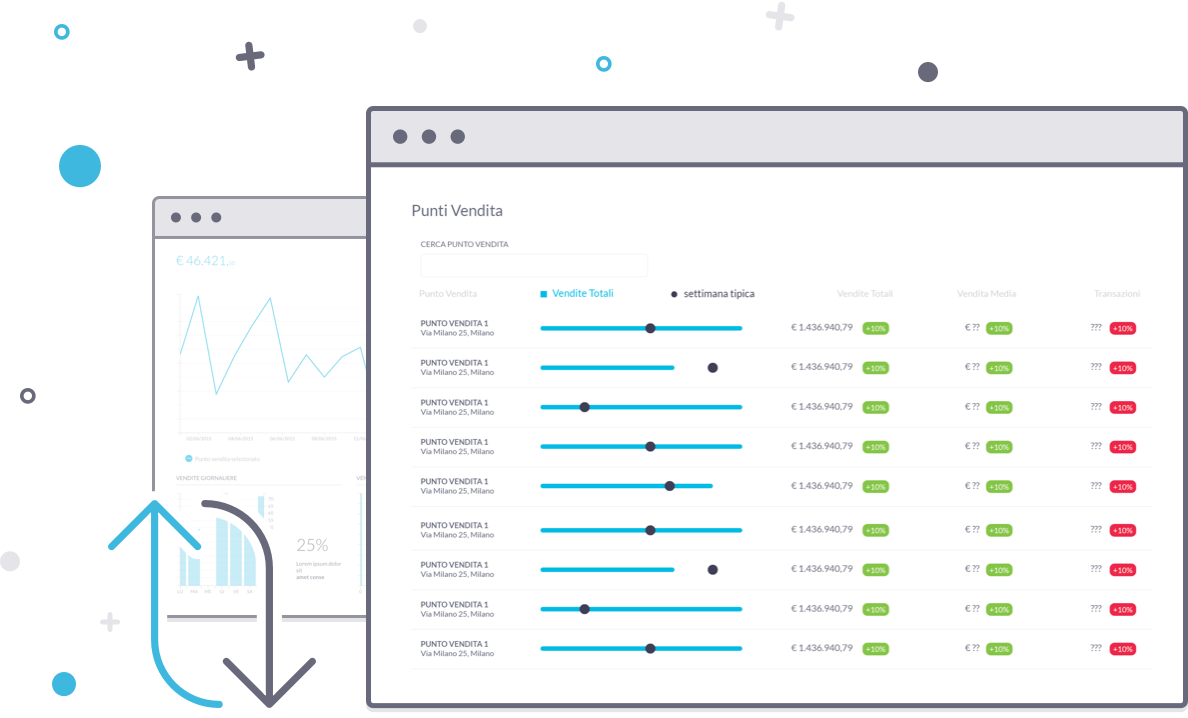 Punti Vendita
CERCA PUNTO VENDITA
Punto Vendita Vendite Totali settimana tipica Vendite Totali Vendita Media Transazioni
PUNTO VENDITA 1 € 1.436.940,79 +10% € ?? +10% ??? +10%
Via Milano 25, Milano
PUNTO VENDITA 1 € 1.436.940,79 +10% € ?? +10% ??? +10%
Via Milano 25, Milano
PUNTO VENDITA 1 € 1.436.940,79 +10% € ?? +10% ??? +10%
Via Milano 25, Milano
PUNTO VENDITA 1 € 1.436.940,79 +10% € ?? +10% ??? +10%
Via Milano 25, Milano
PUNTO VENDITA 1 € 1.436.940,79 +10% € ?? +10% ??? +10%
Via Milano 25, Milano
PUNTO VENDITA 1 € 1.436.940,79 +10% € ?? +10% ??? +10%
Via Milano 25, Milano
PUNTO VENDITA 1 € 1.436.940,79 +10% € ?? +10% ??? +10%
Via Milano 25, Milano
PUNTO VENDITA 1 € 1.436.940,79 +10% € ?? +10% ??? +10%
Via Milano 25, Milano
PUNTO VENDITA 1 € 1.436.940,79 +10% € ?? +10% ??? +10%
Via Milano 25, Milano
€ 46.421,
Punto vendita selezionato
VENDITE GIORNALIERE
25%
Lorem ipsum dolor
sit
amet conse